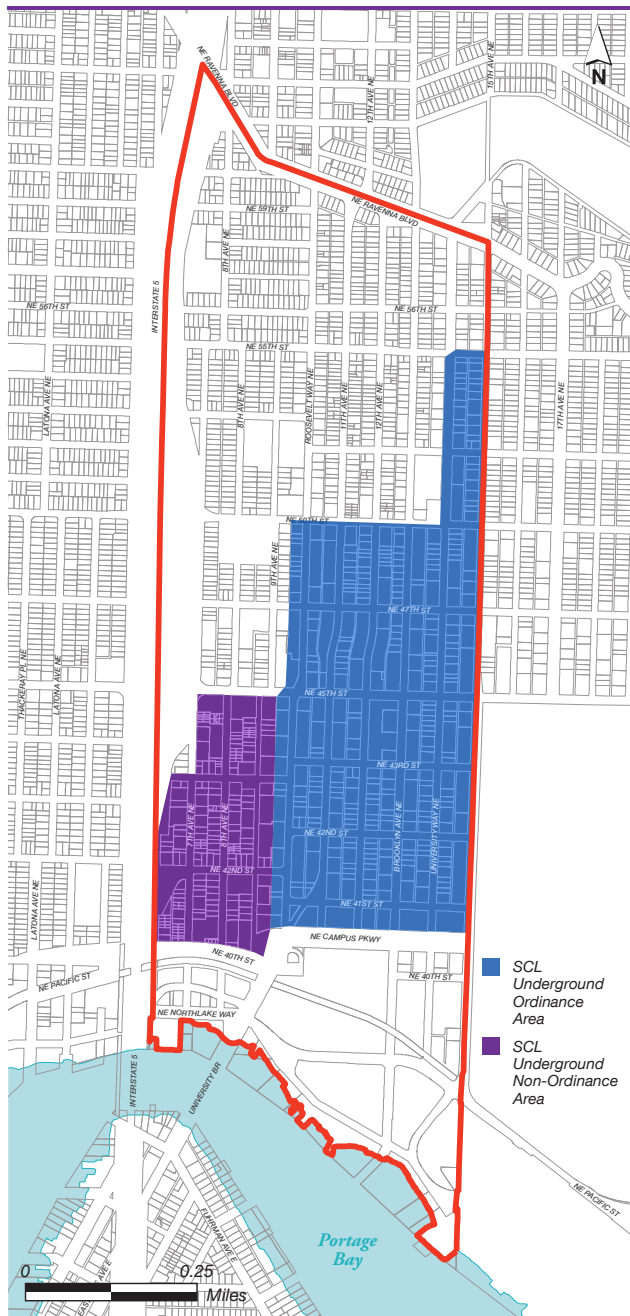 NE RAVENNA BLVD
12TH AVE NE
15TH AVE NE
N
NE RAVENNA BLVD
NE 59TH ST
8TH AVE NE
INTERSTATE 5
NE 56TH ST
NE 56TH ST
NE 55TH ST
LATONA AVE NE
8TH AVE NE
ROOSEVELT WAY NE
11TH AVE NE
12TH AVE NE
17TH AVE NE
NE 50TH ST
9TH AVE NE
NE 47TH ST
THACKERAY PL NE
LATONA AVE NE
NE 45TH ST
NE 43RD ST
7TH AVE NE
8TH AVE NE
BROOKLYN AVE NE
UNIVERSITY WAY NE
NE 42ND ST
NE 42ND ST
LATONA AVE NE
NE 41ST ST
NE CAMPUS PKWY
NE 40TH ST
NE PACIFIC ST
NE 40TH ST
NE NORTHLAKE WAY
SCL
Underground
Ordinance
Area
SCL
Underground
Non-Ordinance
Area
INTERSTATE 5
UNIVERSITY BR
NE PACIFIC ST
FUHRMAN AVE E
Portage
Bay
0
0.25
Miles